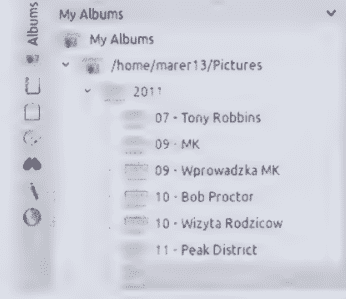 Albums
My Albums
My Albums
/home/marer13/Pictures
2011
07 - Tony Robbins
09 - MK
09 - Wprowadzka MK
10 - Bob Proctor
10 - Wizyta Rodzicow
11 - Peak District